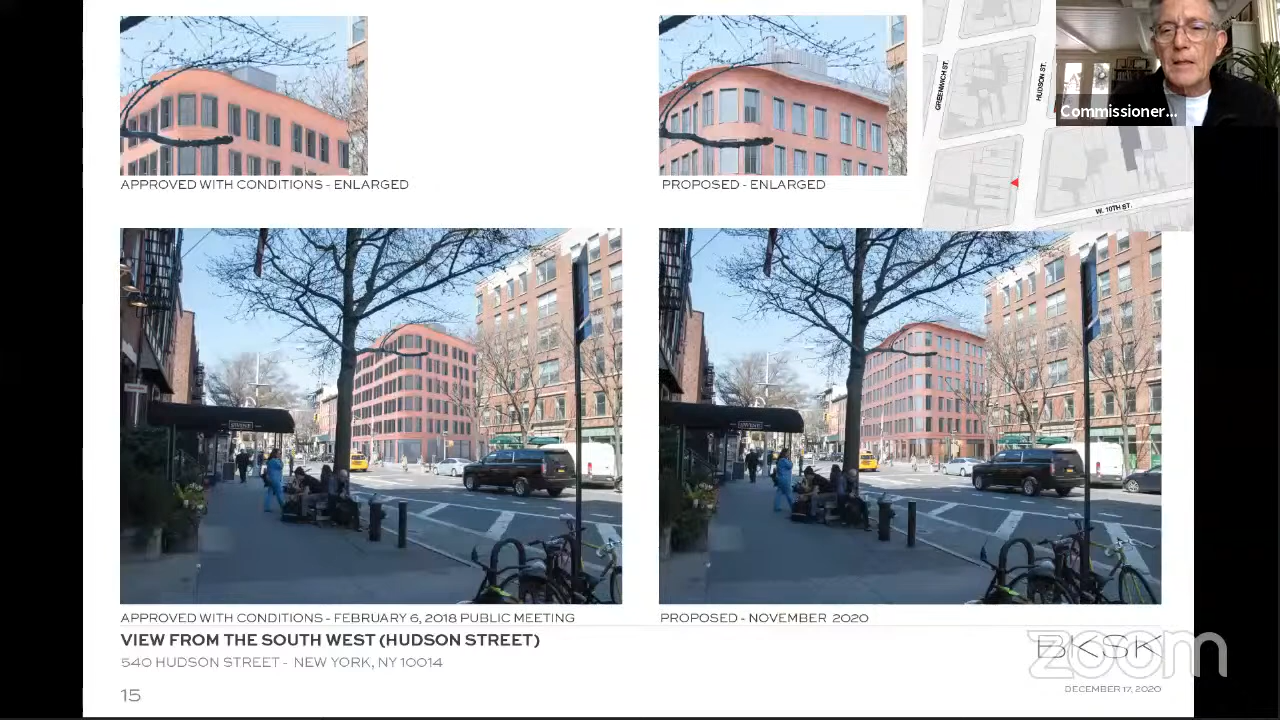 GREENWICH ST.
HUDSON ST.
Commissioner...
APPROVED WITH CONDITIONS - ENLARGED
PROPOSED - ENLARGED
W. 10TH ST.
APPROVED WITH CONDITIONS - FEBRUARY 6, 2018 PUBLIC MEETING
PROPOSED - NOVEMBER 2020
VIEW FROM THE SOUTH WEST (HUDSON STREET)
540 HUDSON STREET - NEW YORK, NY 10014
BKSK
zoom
15
DECEMBER 17, 2020